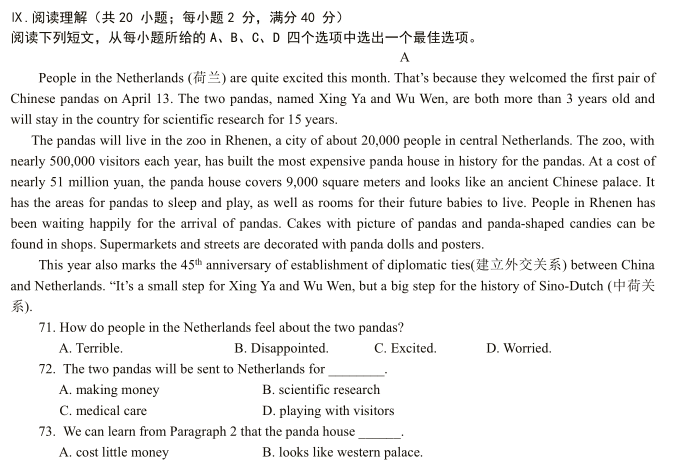 Ⅸ.阅读理解（共 20 小题；每小题 2 分，满分 40 分）
阅读下列短文，从每小题所给的 A、B、C、D 四个选项中选出一个最佳选项。
A
People in the Netherlands (荷兰) are quite excited this month. That’s because they welcomed the first pair of
Chinese pandas on April 13. The two pandas, named Xing Ya and Wu Wen, are both more than 3 years old and
will stay in the country for scientific research for 15 years.
The pandas will live in the zoo in Rhenen, a city of about 20,000 people in central Netherlands. The zoo, with
nearly 500,000 visitors each year, has built the most expensive panda house in history for the pandas. At a cost of
nearly 51 million yuan, the panda house covers 9,000 square meters and looks like an ancient Chinese palace. It
has the areas for pandas to sleep and play, as well as rooms for their future babies to live. People in Rhenen has
been waiting happily for the arrival of pandas. Cakes with picture of pandas and panda-shaped candies can be
found in shops. Supermarkets and streets are decorated with panda dolls and posters.
This year also marks the 45th anniversary of establishment of diplomatic ties(建立外交关系) between China
and Netherlands. “It’s a small step for Xing Ya and Wu Wen, but a big step for the history of Sino-Dutch (中荷关
系).
71. How do people in the Netherlands feel about the two pandas?
A. Terrible. B. Disappointed. C. Excited. D. Worried.
72. The two pandas will be sent to Netherlands for ________.
A. making money B. scientific research
C. medical care D. playing with visitors
73. We can learn from Paragraph 2 that the panda house ______.
A. cost little money B. looks like western palace.